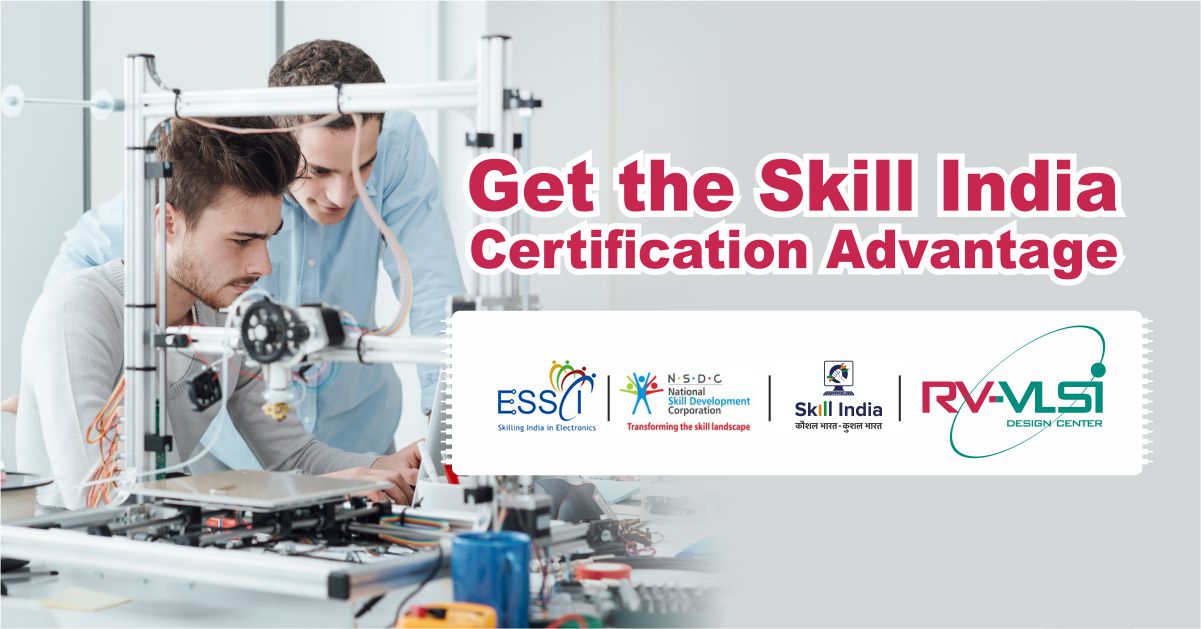 Get the Skill India
Certification Advantage
ESSCI
Skilling India in Electronics
N·S·D·C
National
Skill Development
Corporation
Transforming the skill landscape
Skill India
कौशल भारत - कुशल भारत
RV-VLSI
DESIGN CENTER